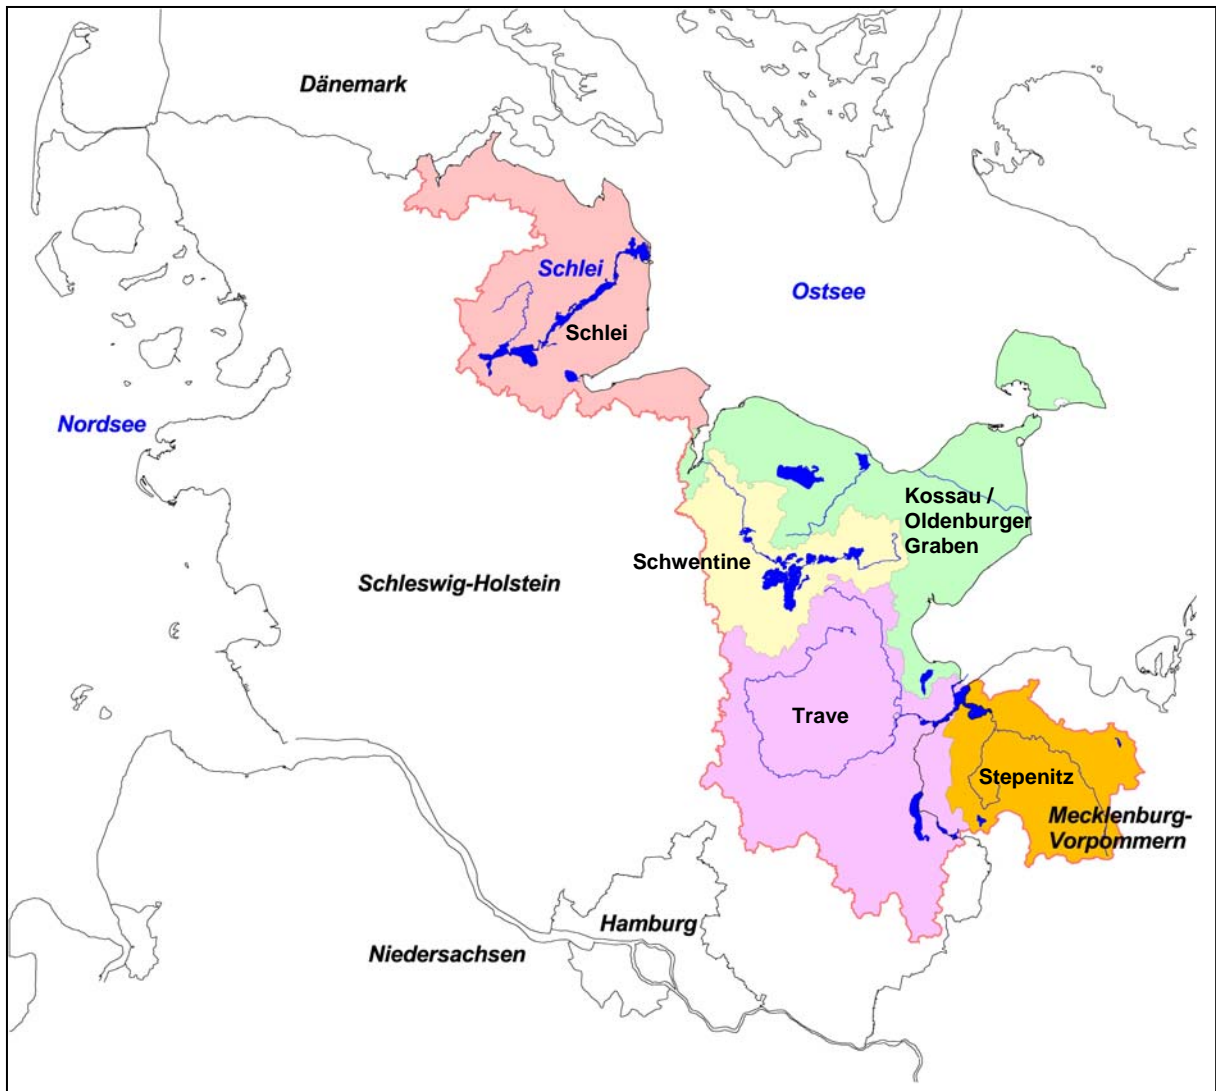 Dänemark
Schlei
Ostsee
Schlei
Nordsee
Kossau /
Oldenburger
Graben
Schwentine
Schleswig-Holstein
Trave
Stepenitz
Mecklenburg-
Vorpommern
Hamburg
Niedersachsen